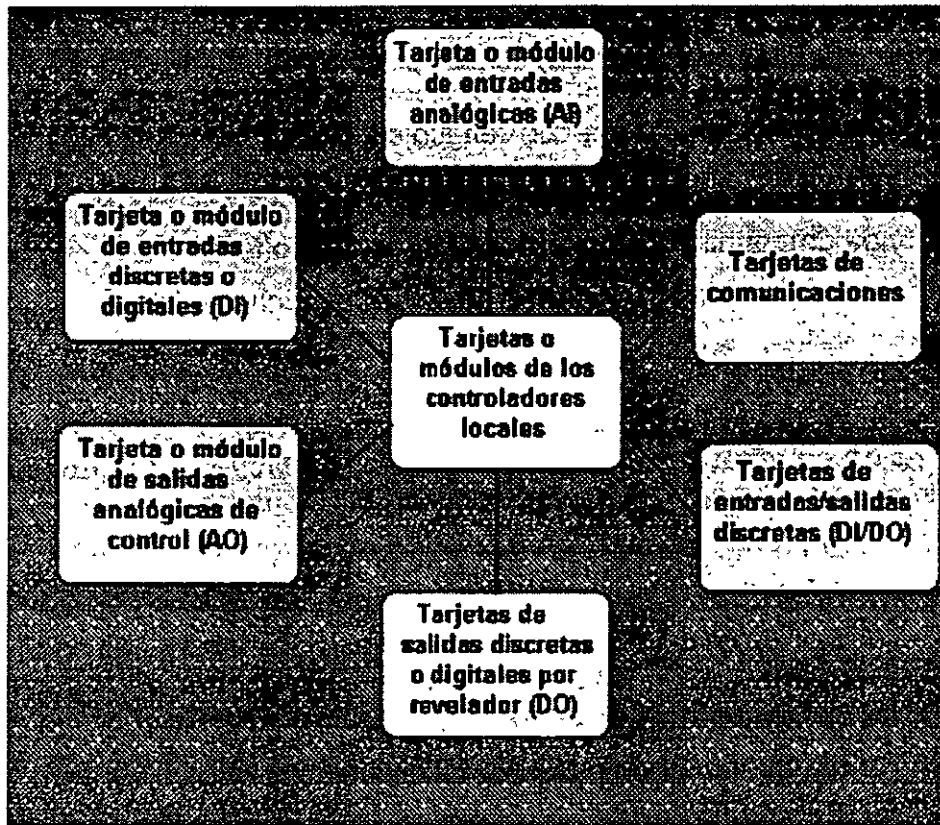 Tarjeta o módulo
de entradas
analógicas (AI)
Tarjeta o módulo
de entradas
discretas o
digitales (DI)
Tarjetas de
comunicaciones
Tarjetas o
módulos de los
controladores
locales
Tarjeta o módulo
de salidas
analógicas de
control (AO)
Tarjetas de
entradas/salidas
discretas (DI/DO)
Tarjetas de
salidas discretas
o digitales por
revelador (DO)